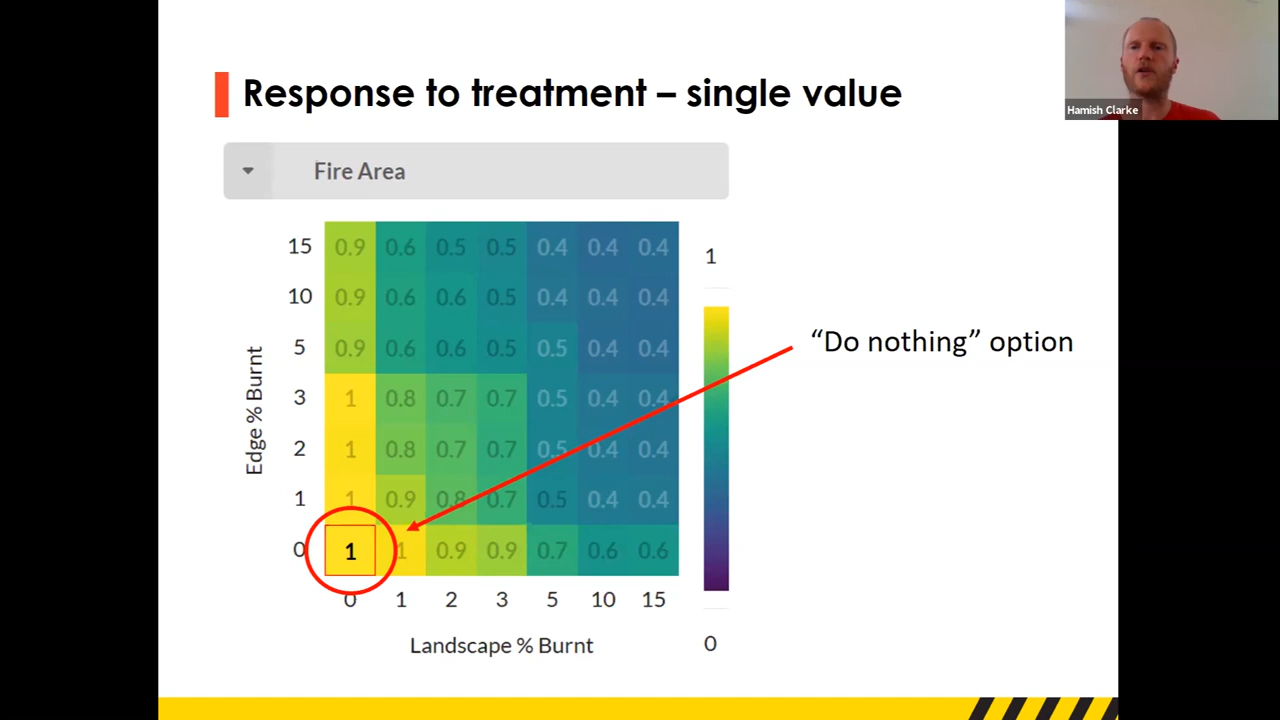 Hamish Clarke
Response to treatment – single value
Fire Area
15 0.9 0.6 0.5 0.5 0.4 0.4 0.4
10 0.9 0.6 0.6 0.5 0.4 0.4 0.4
5 0.9 0.6 0.6 0.5 0.5 0.4 0.4
3 1 0.8 0.7 0.7 0.5 0.4 0.4
2 1 0.8 0.7 0.7 0.5 0.4 0.4
1 1 0.9 0.8 0.7 0.5 0.4 0.4
0 1 1 0.9 0.9 0.7 0.6 0.6
0 1 2 3 5 10 15
Edge % Burnt
Landscape % Burnt
1
0
“Do nothing” option